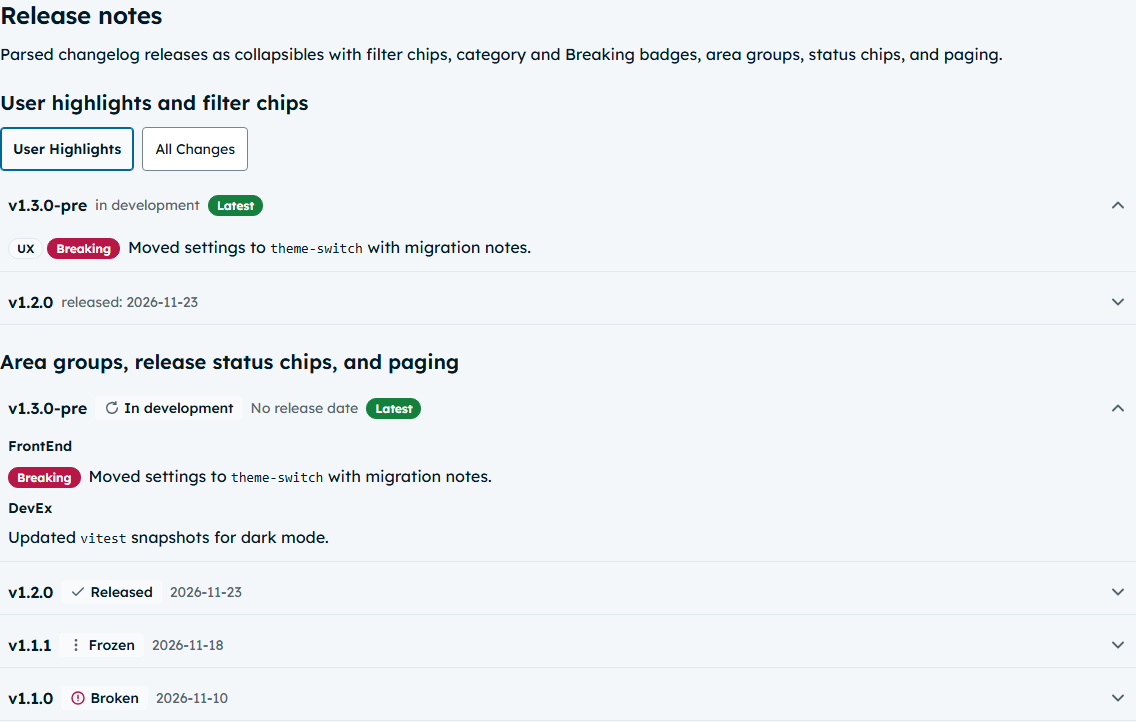 Release notes
Parsed changelog releases as collapsibles with filter chips, category and Breaking badges, area groups, status chips, and paging.
User highlights and filter chips
User Highlights All Changes
v1.3.0-pre in development Latest
UX Breaking Moved settings to theme-switch with migration notes.
v1.2.0 released: 2026-11-23
Area groups, release status chips, and paging
v1.3.0-pre In development No release date Latest
FrontEnd
Breaking Moved settings to theme-switch with migration notes.
DevEx
Updated vitest snapshots for dark mode.
v1.2.0 Released 2026-11-23
v1.1.1 Frozen 2026-11-18
v1.1.0 Broken 2026-11-10